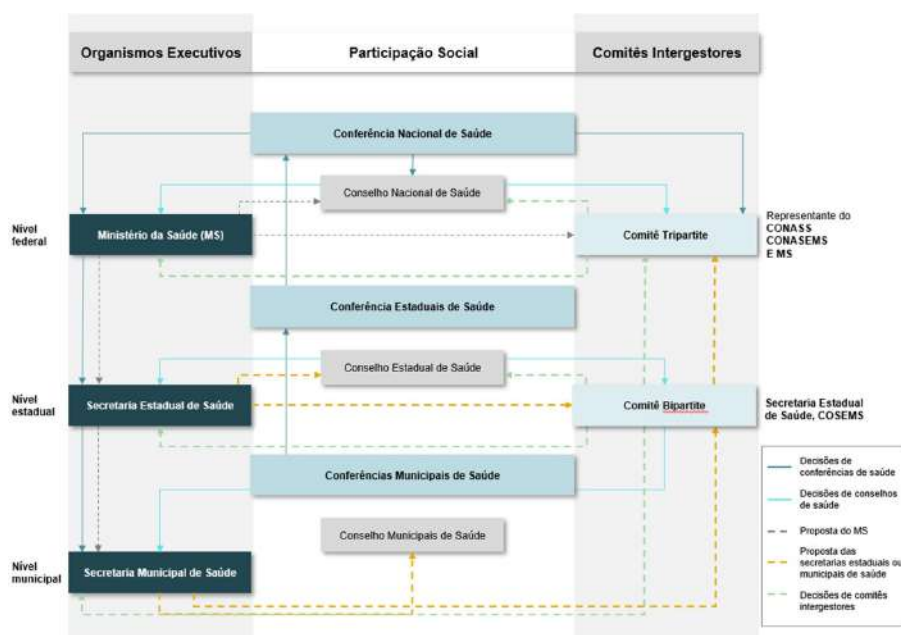 Organismos Executivos
Participação Social
Comitês Intergestores
Conferência Nacional de Saúde
Conselho Nacional de Saúde
Nível
federal
Ministério da Saúde (MS)
Comitê Tripartite
Representante do
CONASS
CONASEMS
E MS
Conferência Estaduais de Saúde
Conselho Estadual de Saúde
Nível
estadual
Secretaria Estadual de Saúde
Comitê Bipartite
Secretaria Estadual
de Saúde, COSEMS
Conferências Municipais de Saúde
Conselho Municipais de Saúde
Nível
municipal
Secretaria Municipal de Saúde
Decisões de
conferências de saúde
Decisões de conselhos
de saúde
Proposta do MS
Proposta das
secretarias estaduais ou
municipais de saúde
Decisões de comitês
intergestores